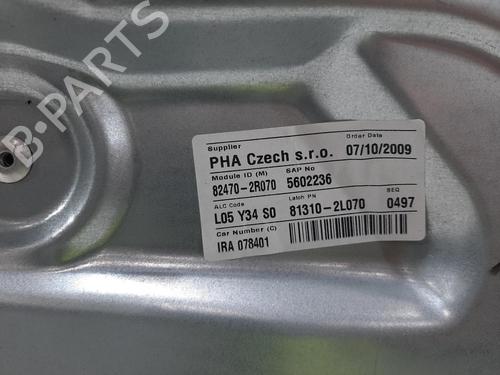 B-PARTS
Supplier Order Date
PHA Czech s.r.o. 07/10/2009
Module ID (M) SAP No
82470-2R070 5602236
ALC Code Latch PN SEQ
L05 Y34 S0 81310-2L070 0497
Car Number (C)
IRA 078401